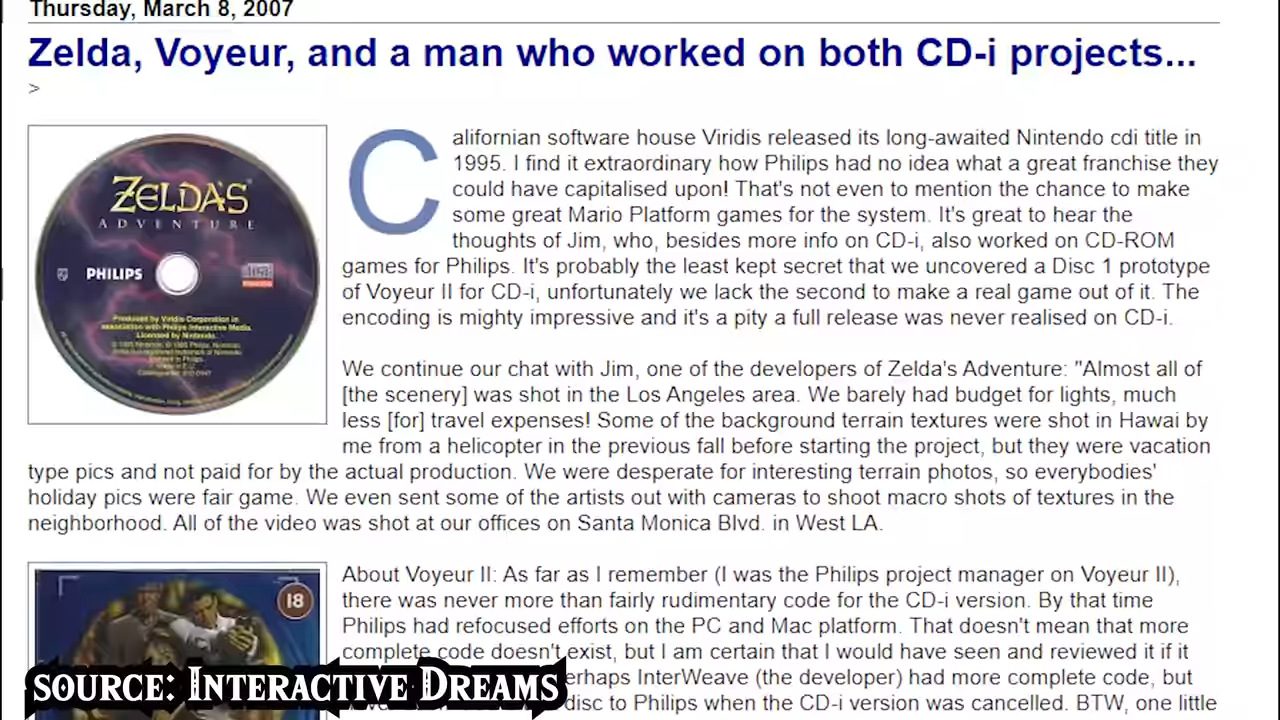 Thursday, March 8, 2007
Zelda, Voyeur, and a man who worked on both CD-i projects...
>
ZELDA'S
ADVENTURE
PHILIPS
Produced by Viridis Corporation in
association with Philips Interactive Media.
Licensed by Nintendo.
Californian software house Viridis released its long-awaited Nintendo cdi title in
1995. I find it extraordinary how Philips had no idea what a great franchise they
could have capitalised upon! That's not even to mention the chance to make
some great Mario Platform games for the system. It's great to hear the
thoughts of Jim, who, besides more info on CD-i, also worked on CD-ROM
games for Philips. It's probably the least kept secret that we uncovered a Disc 1 prototype
of Voyeur II for CD-i, unfortunately we lack the second to make a real game out of it. The
encoding is mighty impressive and it's a pity a full release was never realised on CD-i.
We continue our chat with Jim, one of the developers of Zelda's Adventure: "Almost all of
[the scenery] was shot in the Los Angeles area. We barely had budget for lights, much
less [for] travel expenses! Some of the background terrain textures were shot in Hawai by
me from a helicopter in the previous fall before starting the project, but they were vacation
type pics and not paid for by the actual production. We were desperate for interesting terrain photos, so everybodies'
holiday pics were fair game. We even sent some of the artists out with cameras to shoot macro shots of textures in the
neighborhood. All of the video was shot at our offices on Santa Monica Blvd. in West LA.
18
About Voyeur II: As far as I remember (I was the Philips project manager on Voyeur II),
there was never more than fairly rudimentary code for the CD-i version. By that time
Philips had refocused efforts on the PC and Mac platform. That doesn't mean that more
complete code doesn't exist, but I am certain that I would have seen and reviewed it if it
InterWeave (the developer) had more complete code, but
disc to Philips when the CD-i version was cancelled. BTW, one little
SOURCE: INTERACTIVE DREAMS